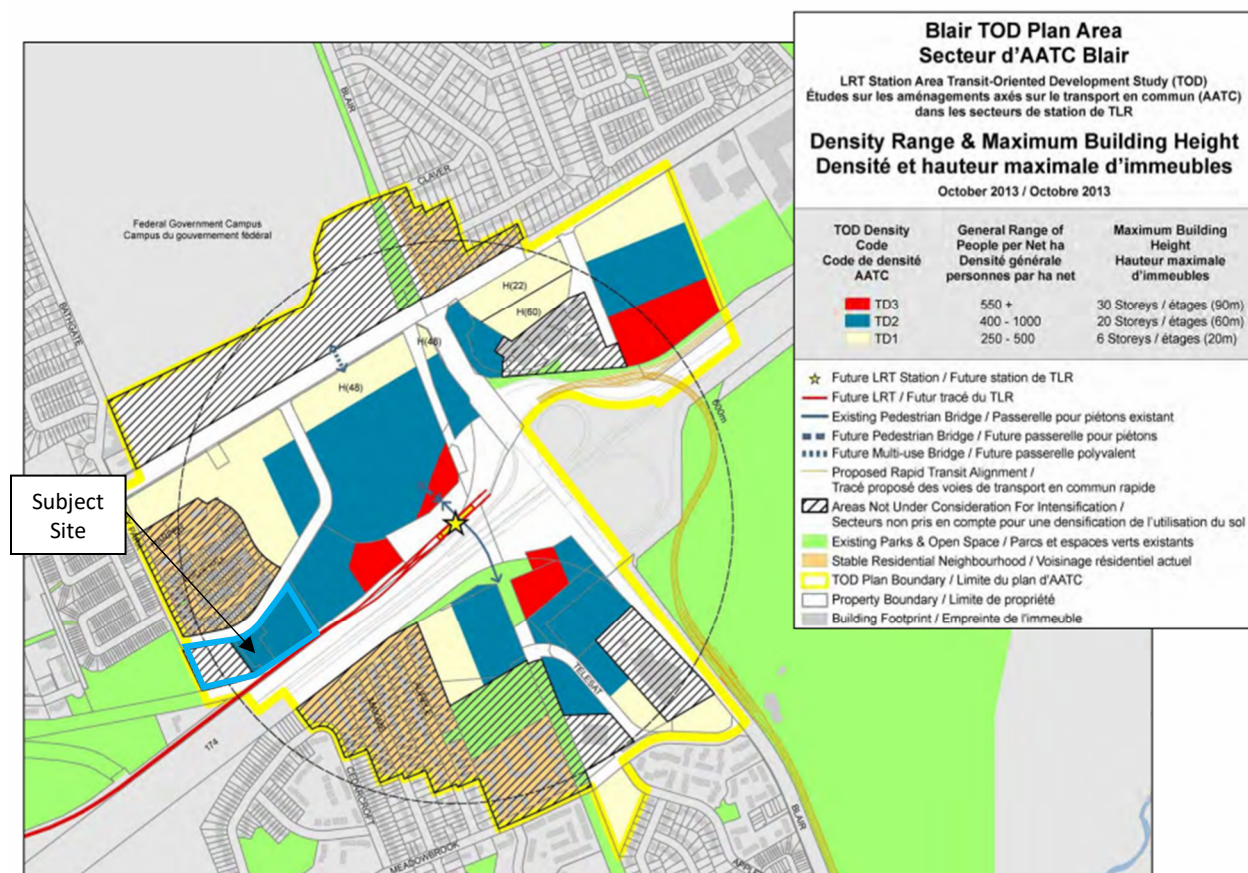 Blair TOD Plan Area
Secteur d'AATC Blair
LRT Station Area Transit-Oriented Development Study (TOD)
Études sur les aménagements axés sur le transport en commun (AATC)
dans les secteurs de station de TLR
Density Range & Maximum Building Height
Densité et hauteur maximale d'immeubles
October 2013 / Octobre 2013
TOD Density
Code
Code de densité
AATC
General Range of
People per Net ha
Densité générale
personnes par ha net
Maximum Building
Height
Hauteur maximale
d'immeubles
TD3 550 + 30 Storeys / étages (90m)
TD2 400 - 1000 20 Storeys / étages (60m)
TD1 250 - 500 6 Storeys / étages (20m)
Future LRT Station / Future station de TLR
Future LRT / Futur tracé du TLR
Existing Pedestrian Bridge / Passerelle pour piétons existant
Future Pedestrian Bridge / Future passerelle pour piétons
Future Multi-use Bridge / Future passerelle polyvalent
Proposed Rapid Transit Alignment /
Tracé proposé des voies de transport en commun rapide
Areas Not Under Consideration For Intensification /
Secteurs non pris en compte pour une densification de l'utilisation du sol
Existing Parks & Open Space / Parcs et espaces verts existants
Stable Residential Neighbourhood / Voisinage résidentiel actuel
TOD Plan Boundary / Limite du plan d'AATC
Property Boundary / Limite de propriété
Building Footprint / Empreinte de l'immeuble
BLAIR
CLAVER
Federal Government Campus
Campus du gouvernement fédéral
BATHGATE
H(22)
H(60)
H(46)
H(48)
600m
Subject
Site
TELESAT
174
CEDARCROFT
MEADOWBROOK
BLAIR